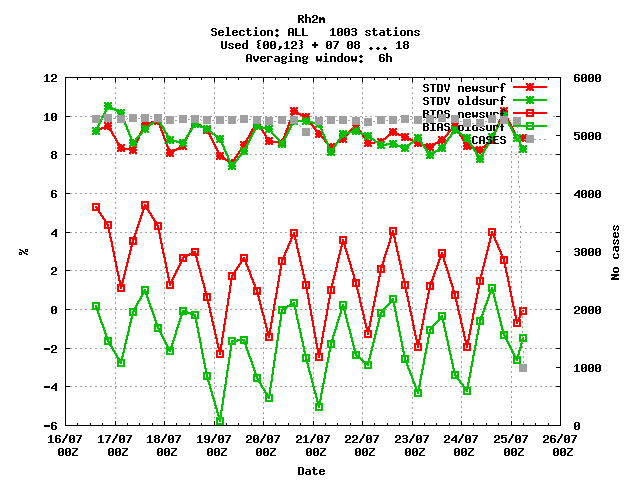 Rh2m
Selection: ALL   1003 stations
Used {00,12} + 07 08 ... 18
Averaging window:  6h
STDV newsurf
STDV oldsurf
BIAS newsurf
BIAS oldsurf
CASES
12
10
8
6
4
2
0
-2
-4
-6
%
6000
5000
4000
3000
2000
1000
0
No cases
16/07 17/07 18/07 19/07 20/07 21/07 22/07 23/07 24/07 25/07 26/07
00Z 00Z 00Z 00Z 00Z 00Z 00Z 00Z 00Z 00Z 00Z
Date